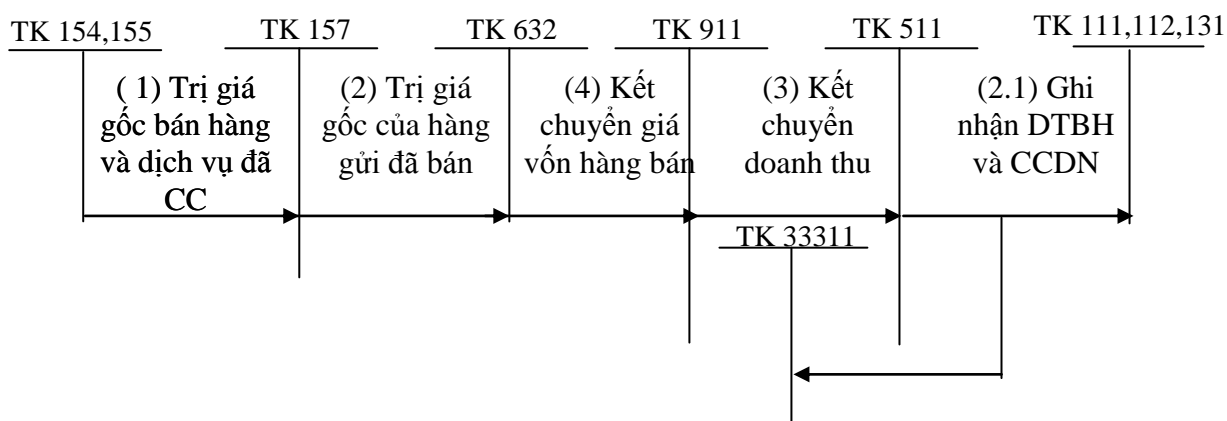 TK 154,155
TK 157
TK 632
TK 911
TK 511
TK 111,112,131
( 1) Trị giá
gốc bán hàng
và dịch vụ đã
CC
(2) Trị giá
gốc của hàng
gửi đã bán
(4) Kết
chuyển giá
vốn hàng bán
(3) Kết
chuyển
doanh thu
(2.1) Ghi
nhận DTBH
và CCDN
TK 33311